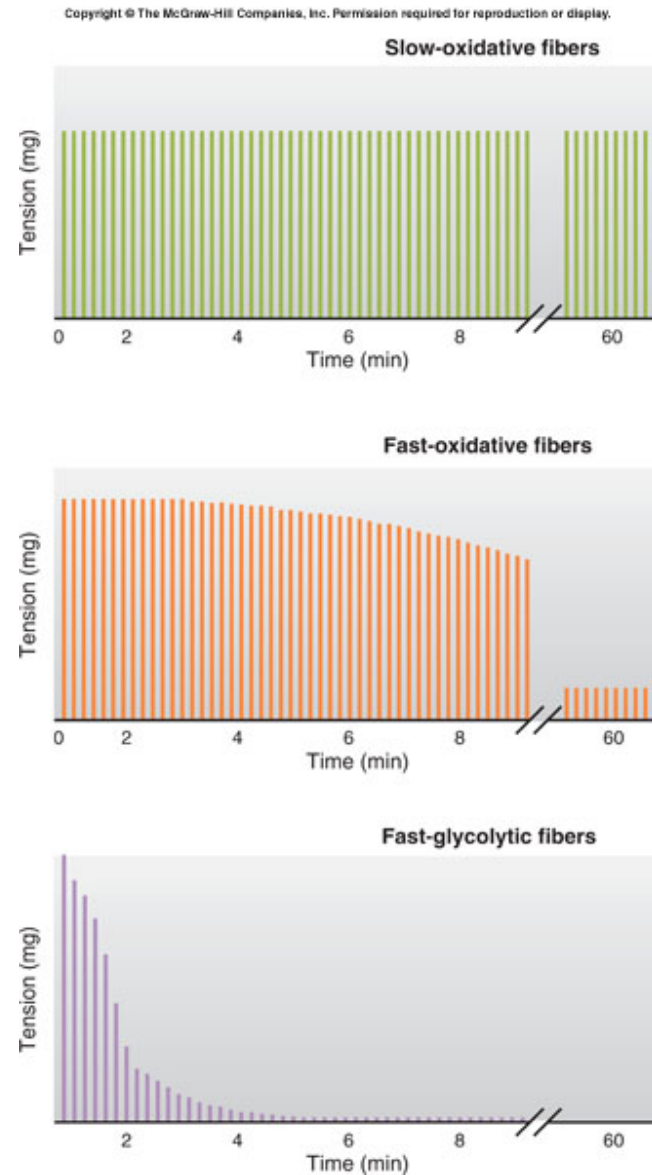 Copyright © The McGraw-Hill Companies, Inc. Permission required for reproduction or display.
Slow-oxidative fibers
Tension (mg)
0 2 4 6 8 60
Time (min)
Fast-oxidative fibers
Tension (mg)
0 2 4 6 8 60
Time (min)
Fast-glycolytic fibers
Tension (mg)
2 4 6 8 60
Time (min)